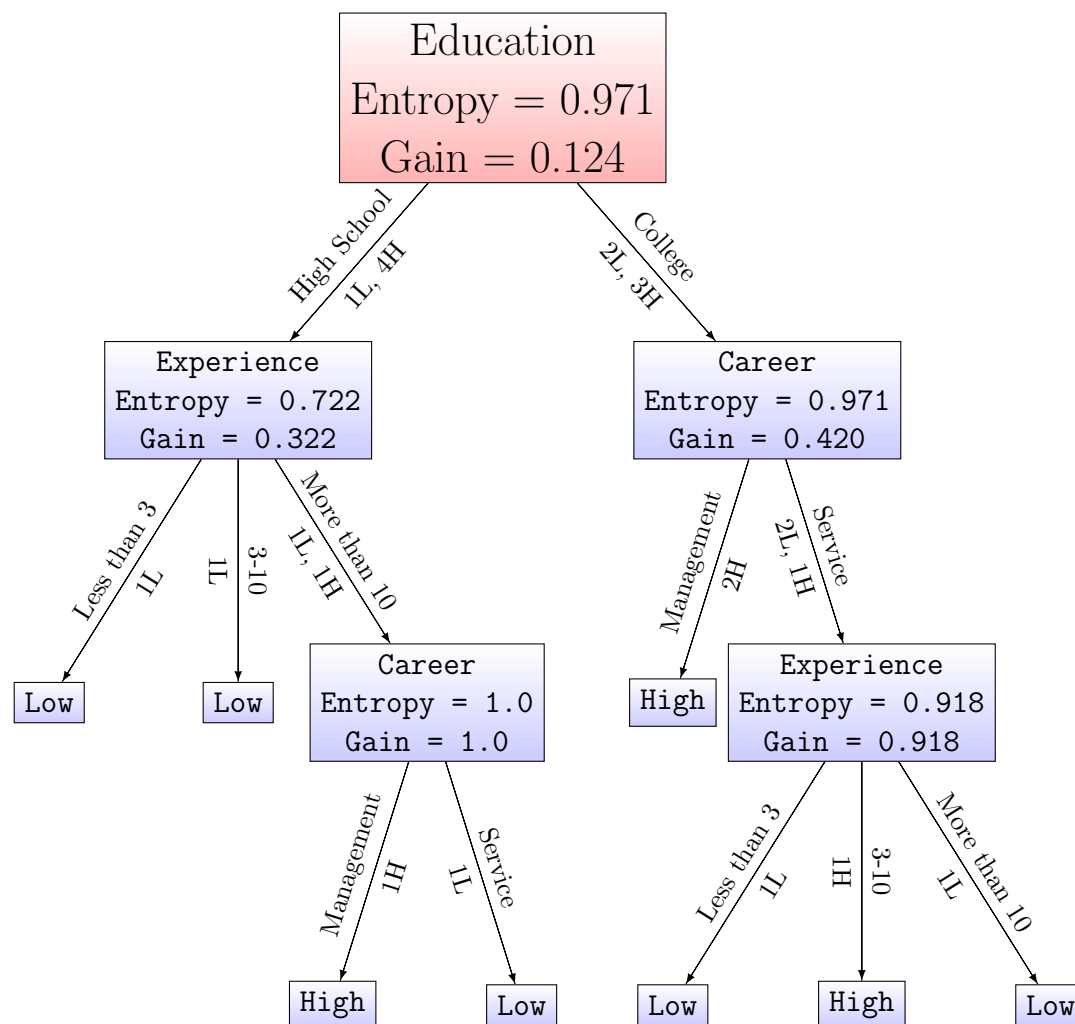 Education
Entropy = 0.971
Gain = 0.124
High School
1L, 4H
College
2L, 3H
Experience
Entropy = 0.722
Gain = 0.322
Career
Entropy = 0.971
Gain = 0.420
Less than 3
1L
3-10
1L
More than 10
1L, 1H
Management
2H
Service
2L, 1H
Low
Low
Career
Entropy = 1.0
Gain = 1.0
High
Experience
Entropy = 0.918
Gain = 0.918
Management
1H
Service
1L
Less than 3
1L
3-10
1H
More than 10
1L
High
Low
Low
High
Low